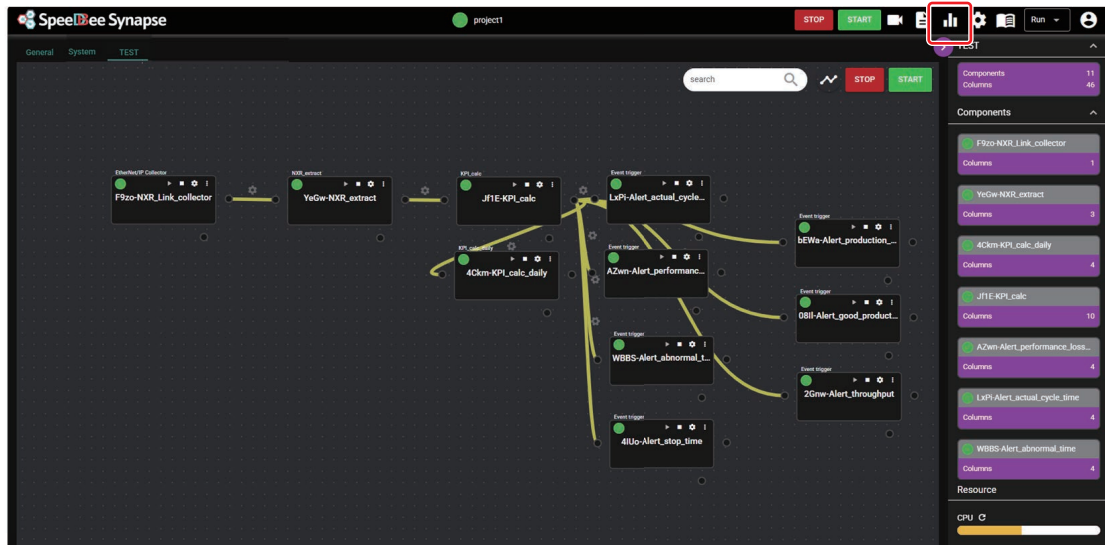 SpeeDBee Synapse
project1
STOP
START
Run
General
System
TEST
search
STOP
START
EtherNet/IP Collector
F9zo-NXR_Link_collector
NXR_extract
YeGw-NXR_extract
KPI_calc
Jf1E-KPI_calc
KPI_calc_daily
4Ckm-KPI_calc_daily
Event trigger
LxPi-Alert_actual_cycle...
Event trigger
AZwn-Alert_performanc...
Event trigger
WBBS-Alert_abnormal_t...
Event trigger
4IUo-Alert_stop_time
Event trigger
bEWa-Alert_production_...
Event trigger
08Il-Alert_good_product...
Event trigger
2Gnw-Alert_throughput
TEST
Components 11
Columns 46
Components
F9zo-NXR_Link_collector
Columns 1
YeGw-NXR_extract
Columns 3
4Ckm-KPI_calc_daily
Columns 4
Jf1E-KPI_calc
Columns 10
AZwn-Alert_performance_loss...
Columns 4
LxPi-Alert_actual_cycle_time
Columns 4
WBBS-Alert_abnormal_time
Columns 4
Resource
CPU